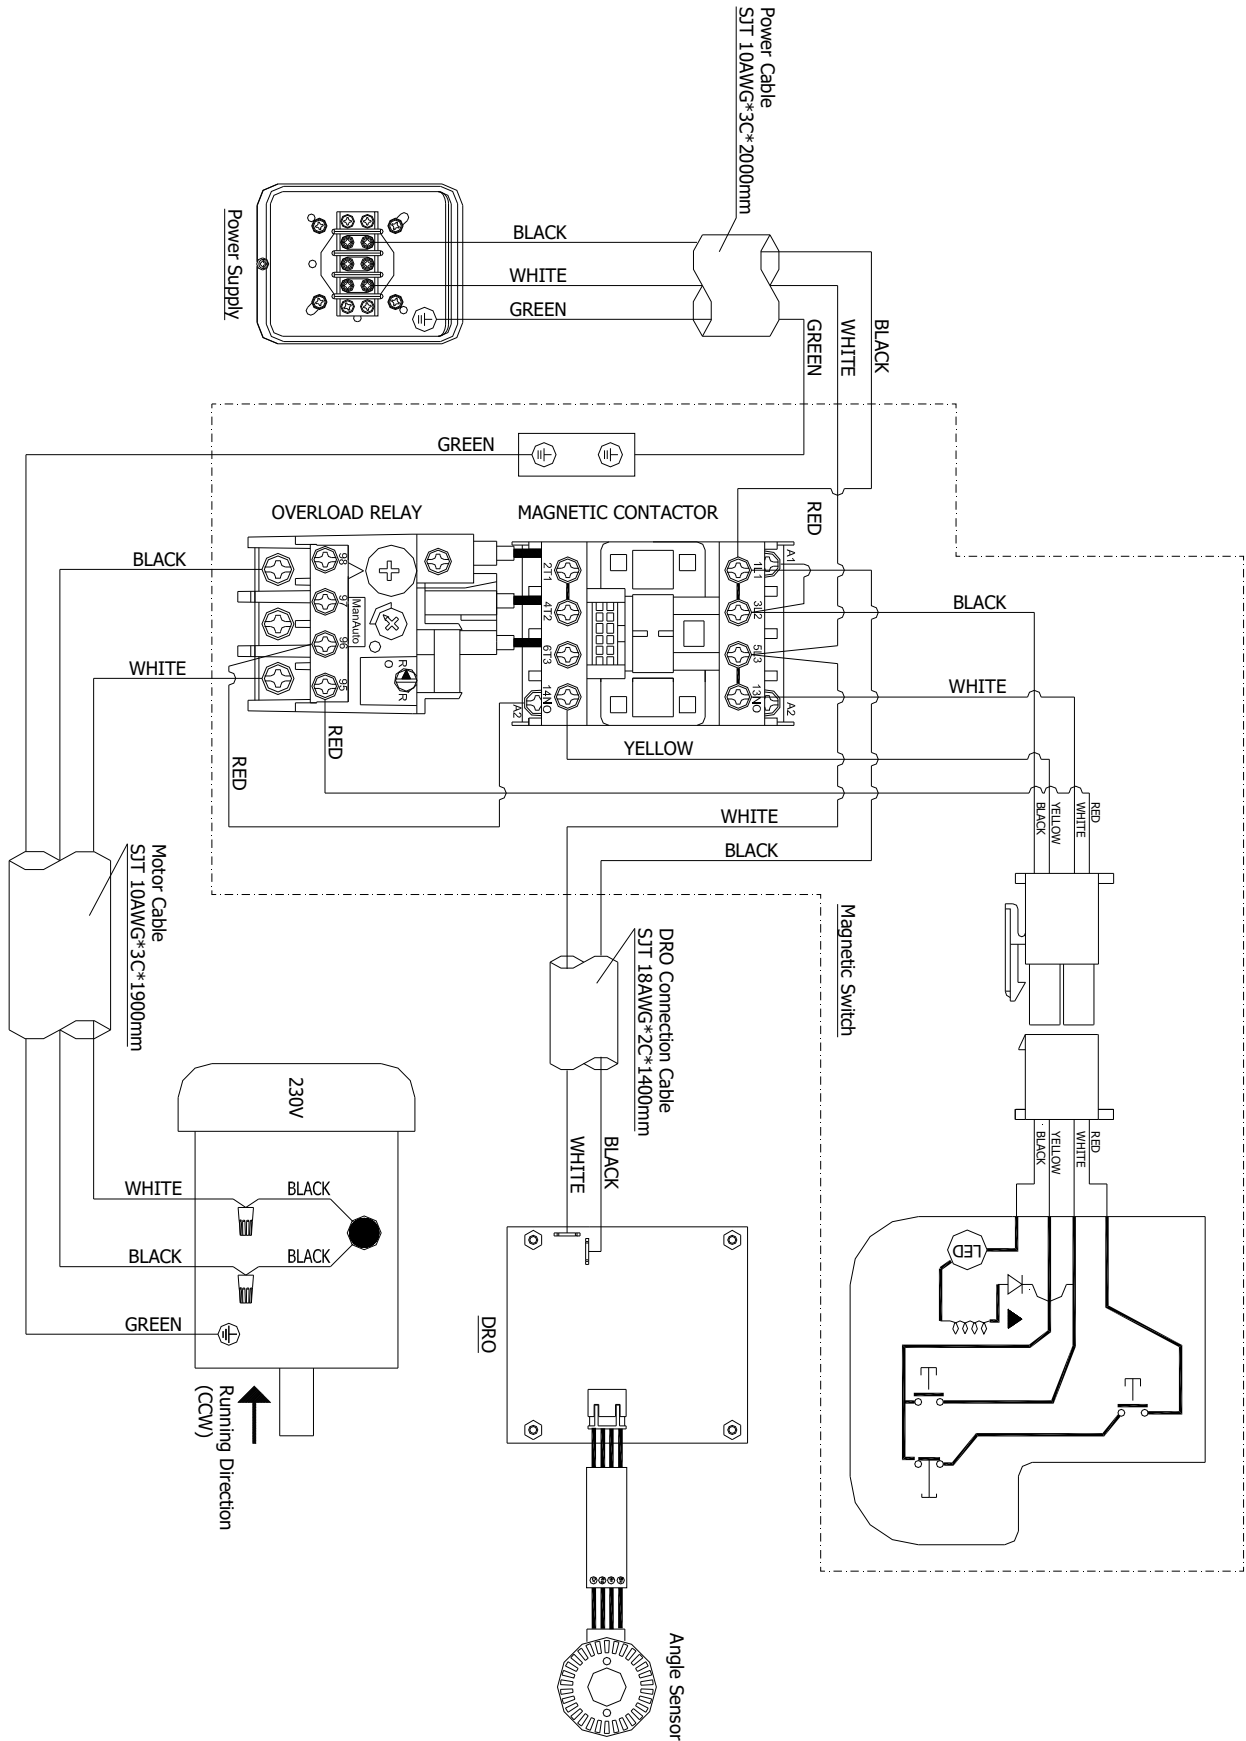 Power Cable
SJT 10AWG*3C*2000mm
Power Supply
BLACK
WHITE
GREEN
BLACK
WHITE
GREEN
GREEN
OVERLOAD RELAY
MAGNETIC CONTACTOR
RED
BLACK
WHITE
98
97
96
95
ManAuto
R
R
2T1
4T2
6T3
14NO
A2
1L1
3L2
5L3
13NO
A1
A2
BLACK
WHITE
YELLOW
RED
RED
WHITE
BLACK
RED
WHITE
YELLOW
BLACK
Magnetic Switch
Motor Cable
SJT 10AWG*3C*1900mm
DRO Connection Cable
SJT 18AWG*2C*1400mm
230V
WHITE
BLACK
BLACK
BLACK
GREEN
WHITE
BLACK
RED
WHITE
YELLOW
BLACK
LED
DRO
Running Direction
(CCW)
Angle Sensor